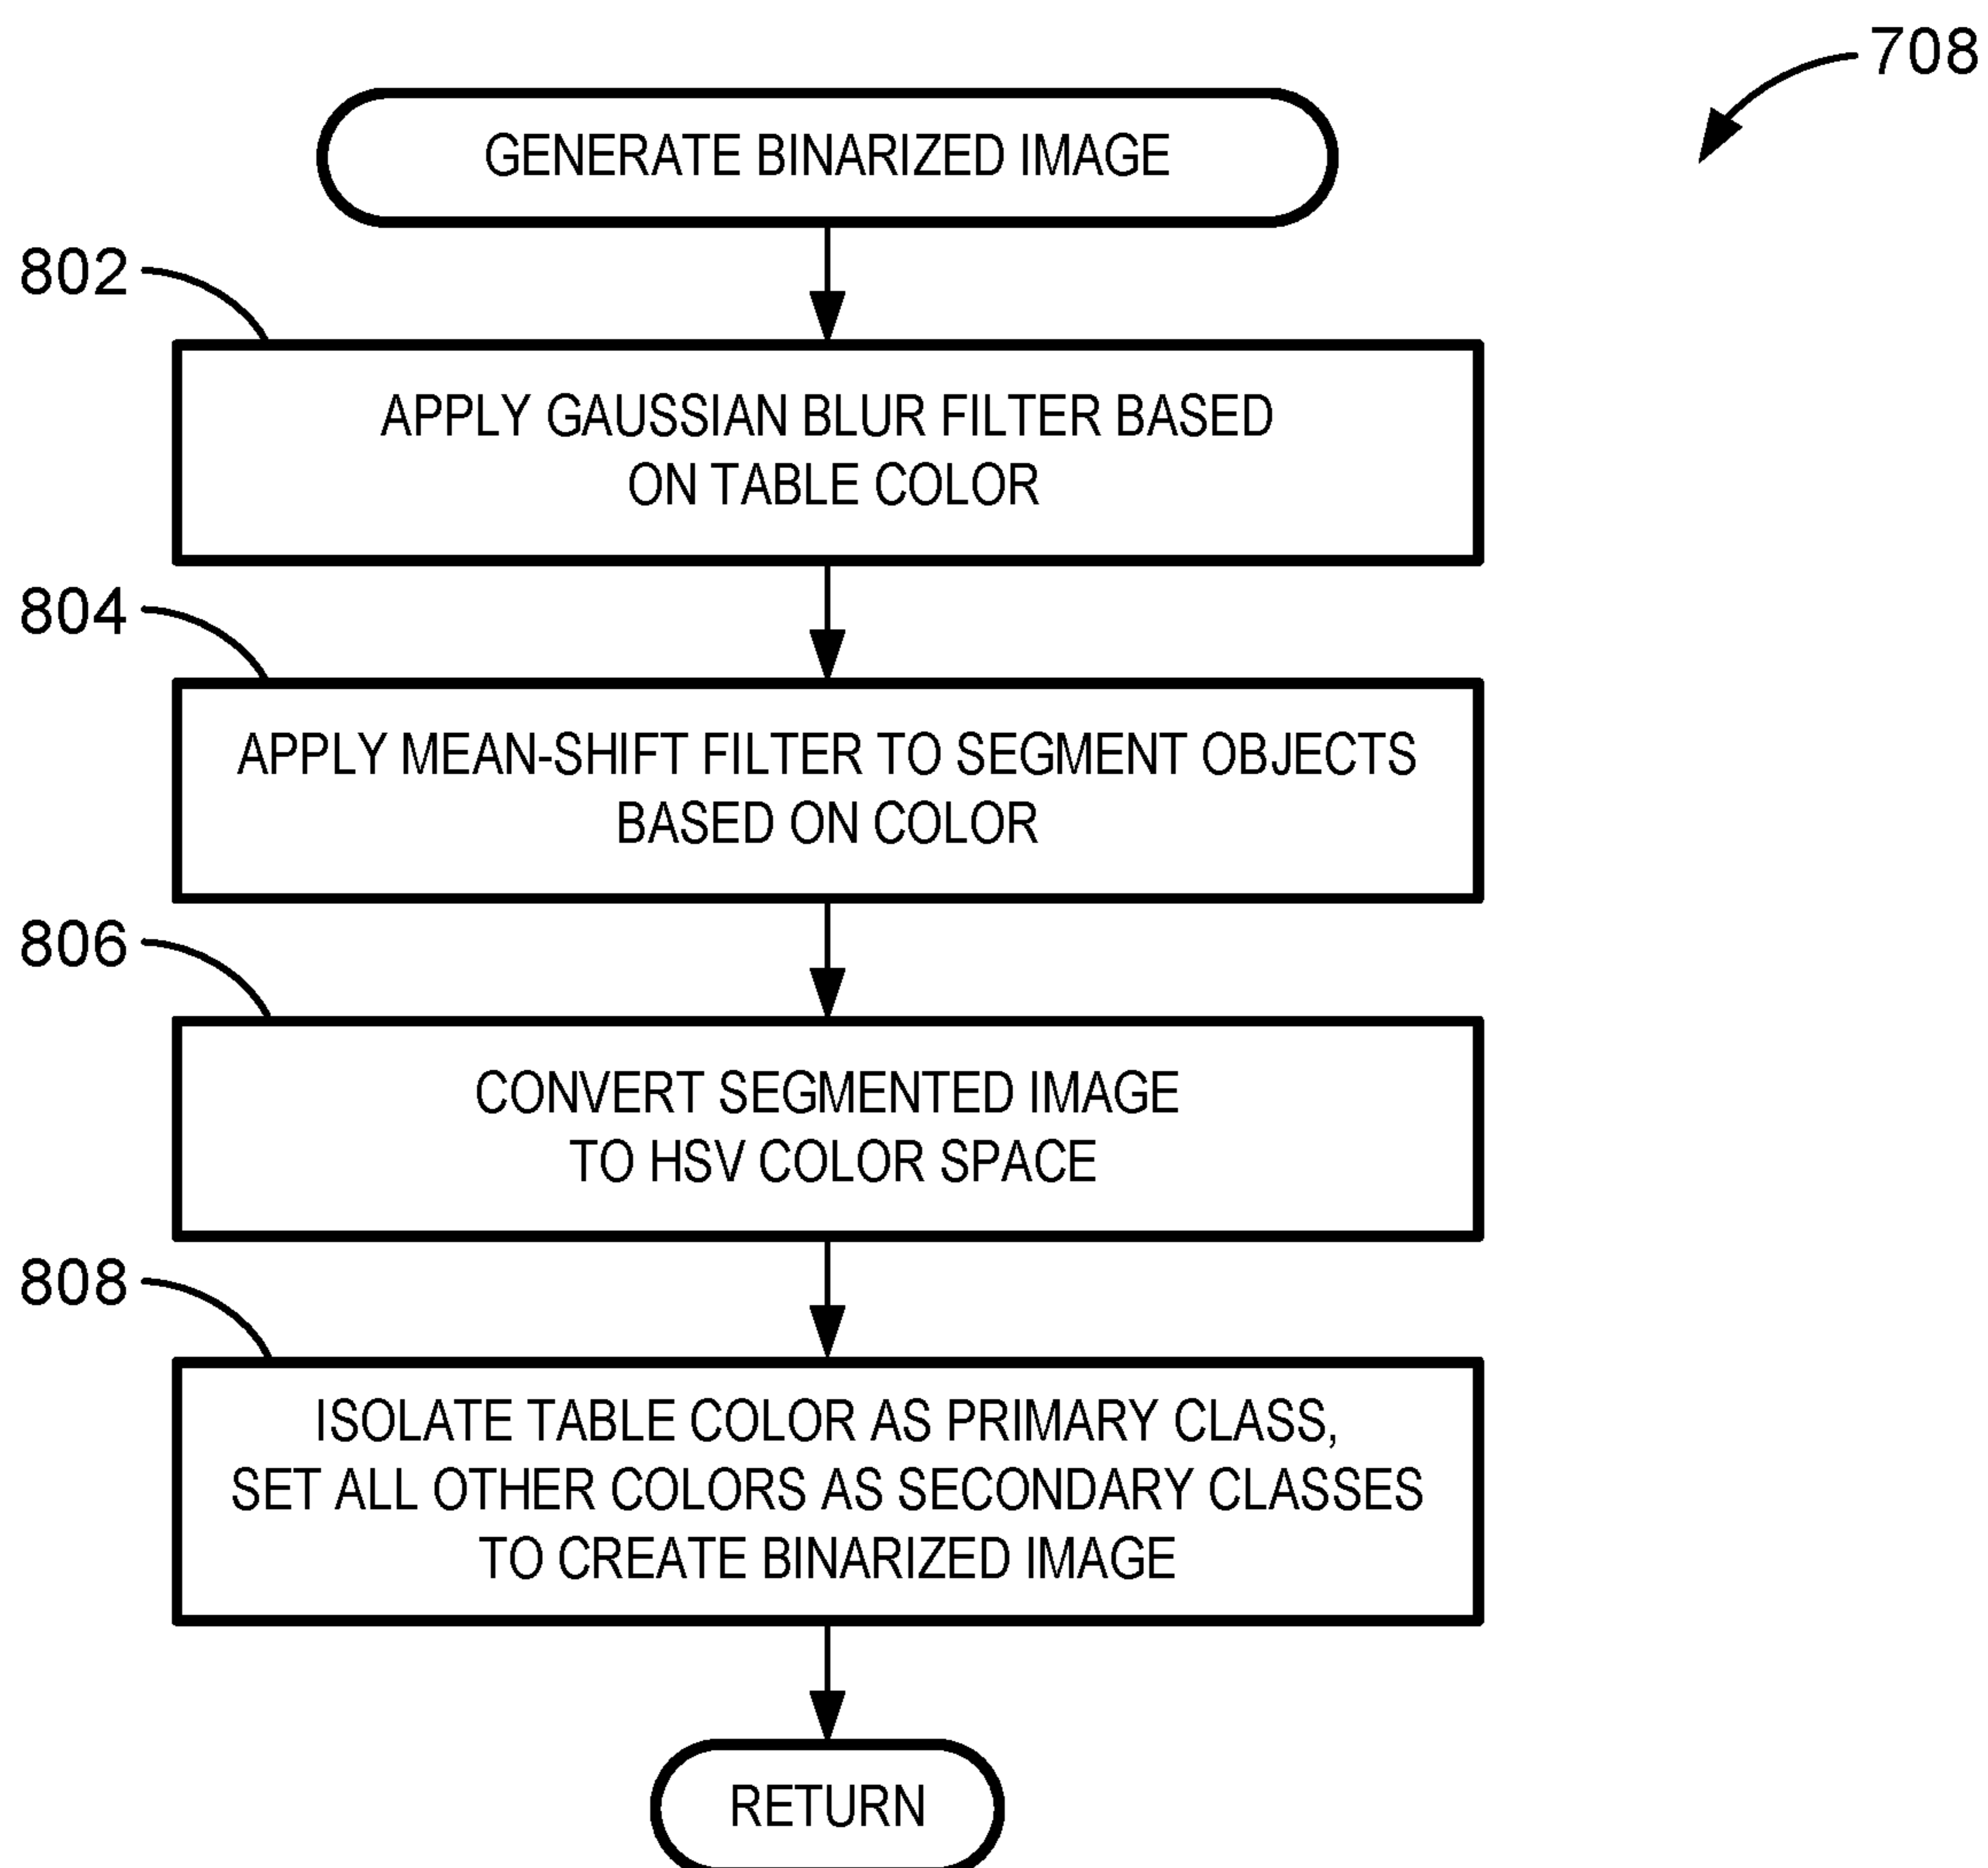 708
GENERATE BINARIZED IMAGE
802
APPLY GAUSSIAN BLUR FILTER BASED
ON TABLE COLOR
804
APPLY MEAN-SHIFT FILTER TO SEGMENT OBJECTS
BASED ON COLOR
806
CONVERT SEGMENTED IMAGE
TO HSV COLOR SPACE
808
ISOLATE TABLE COLOR AS PRIMARY CLASS,
SET ALL OTHER COLORS AS SECONDARY CLASSES
TO CREATE BINARIZED IMAGE
RETURN